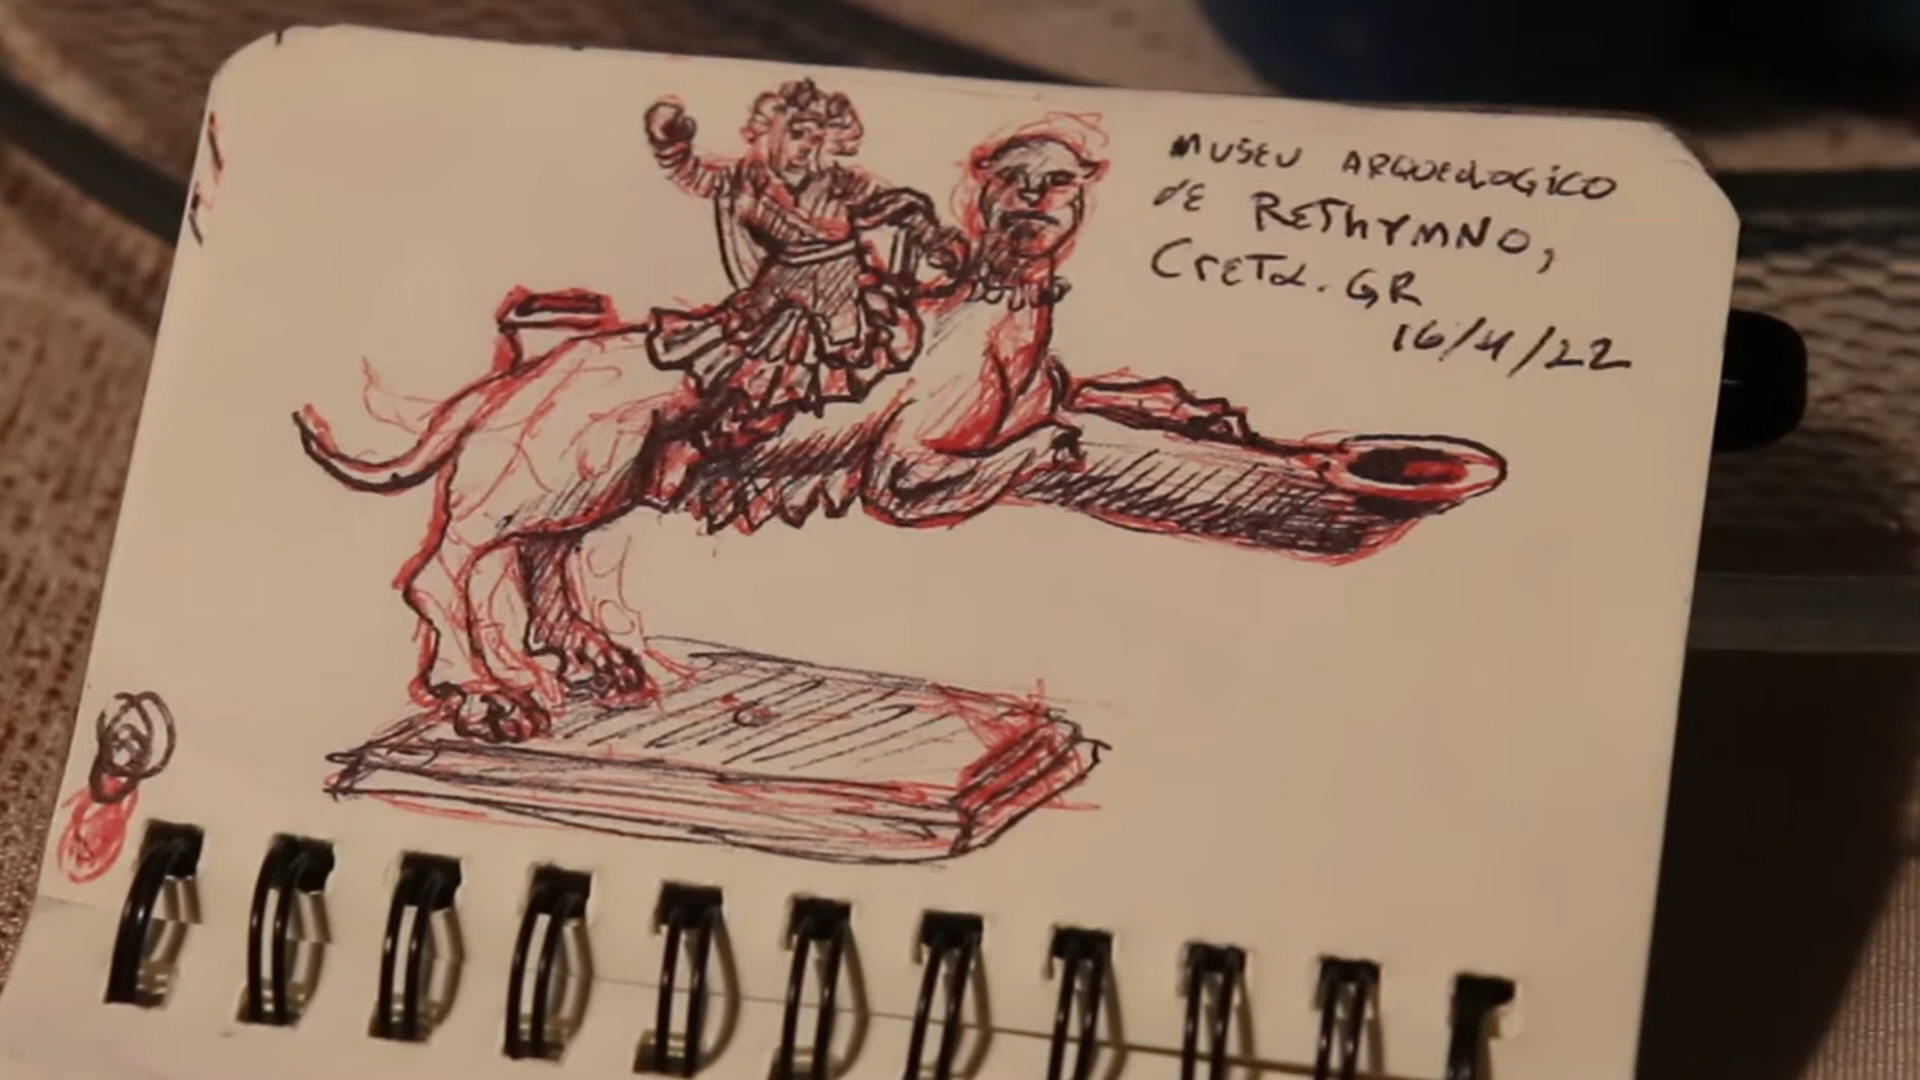 MUSEU ARQUEOLOGICO
DE RETHYMNO,
CRETA. GR
16/4/22